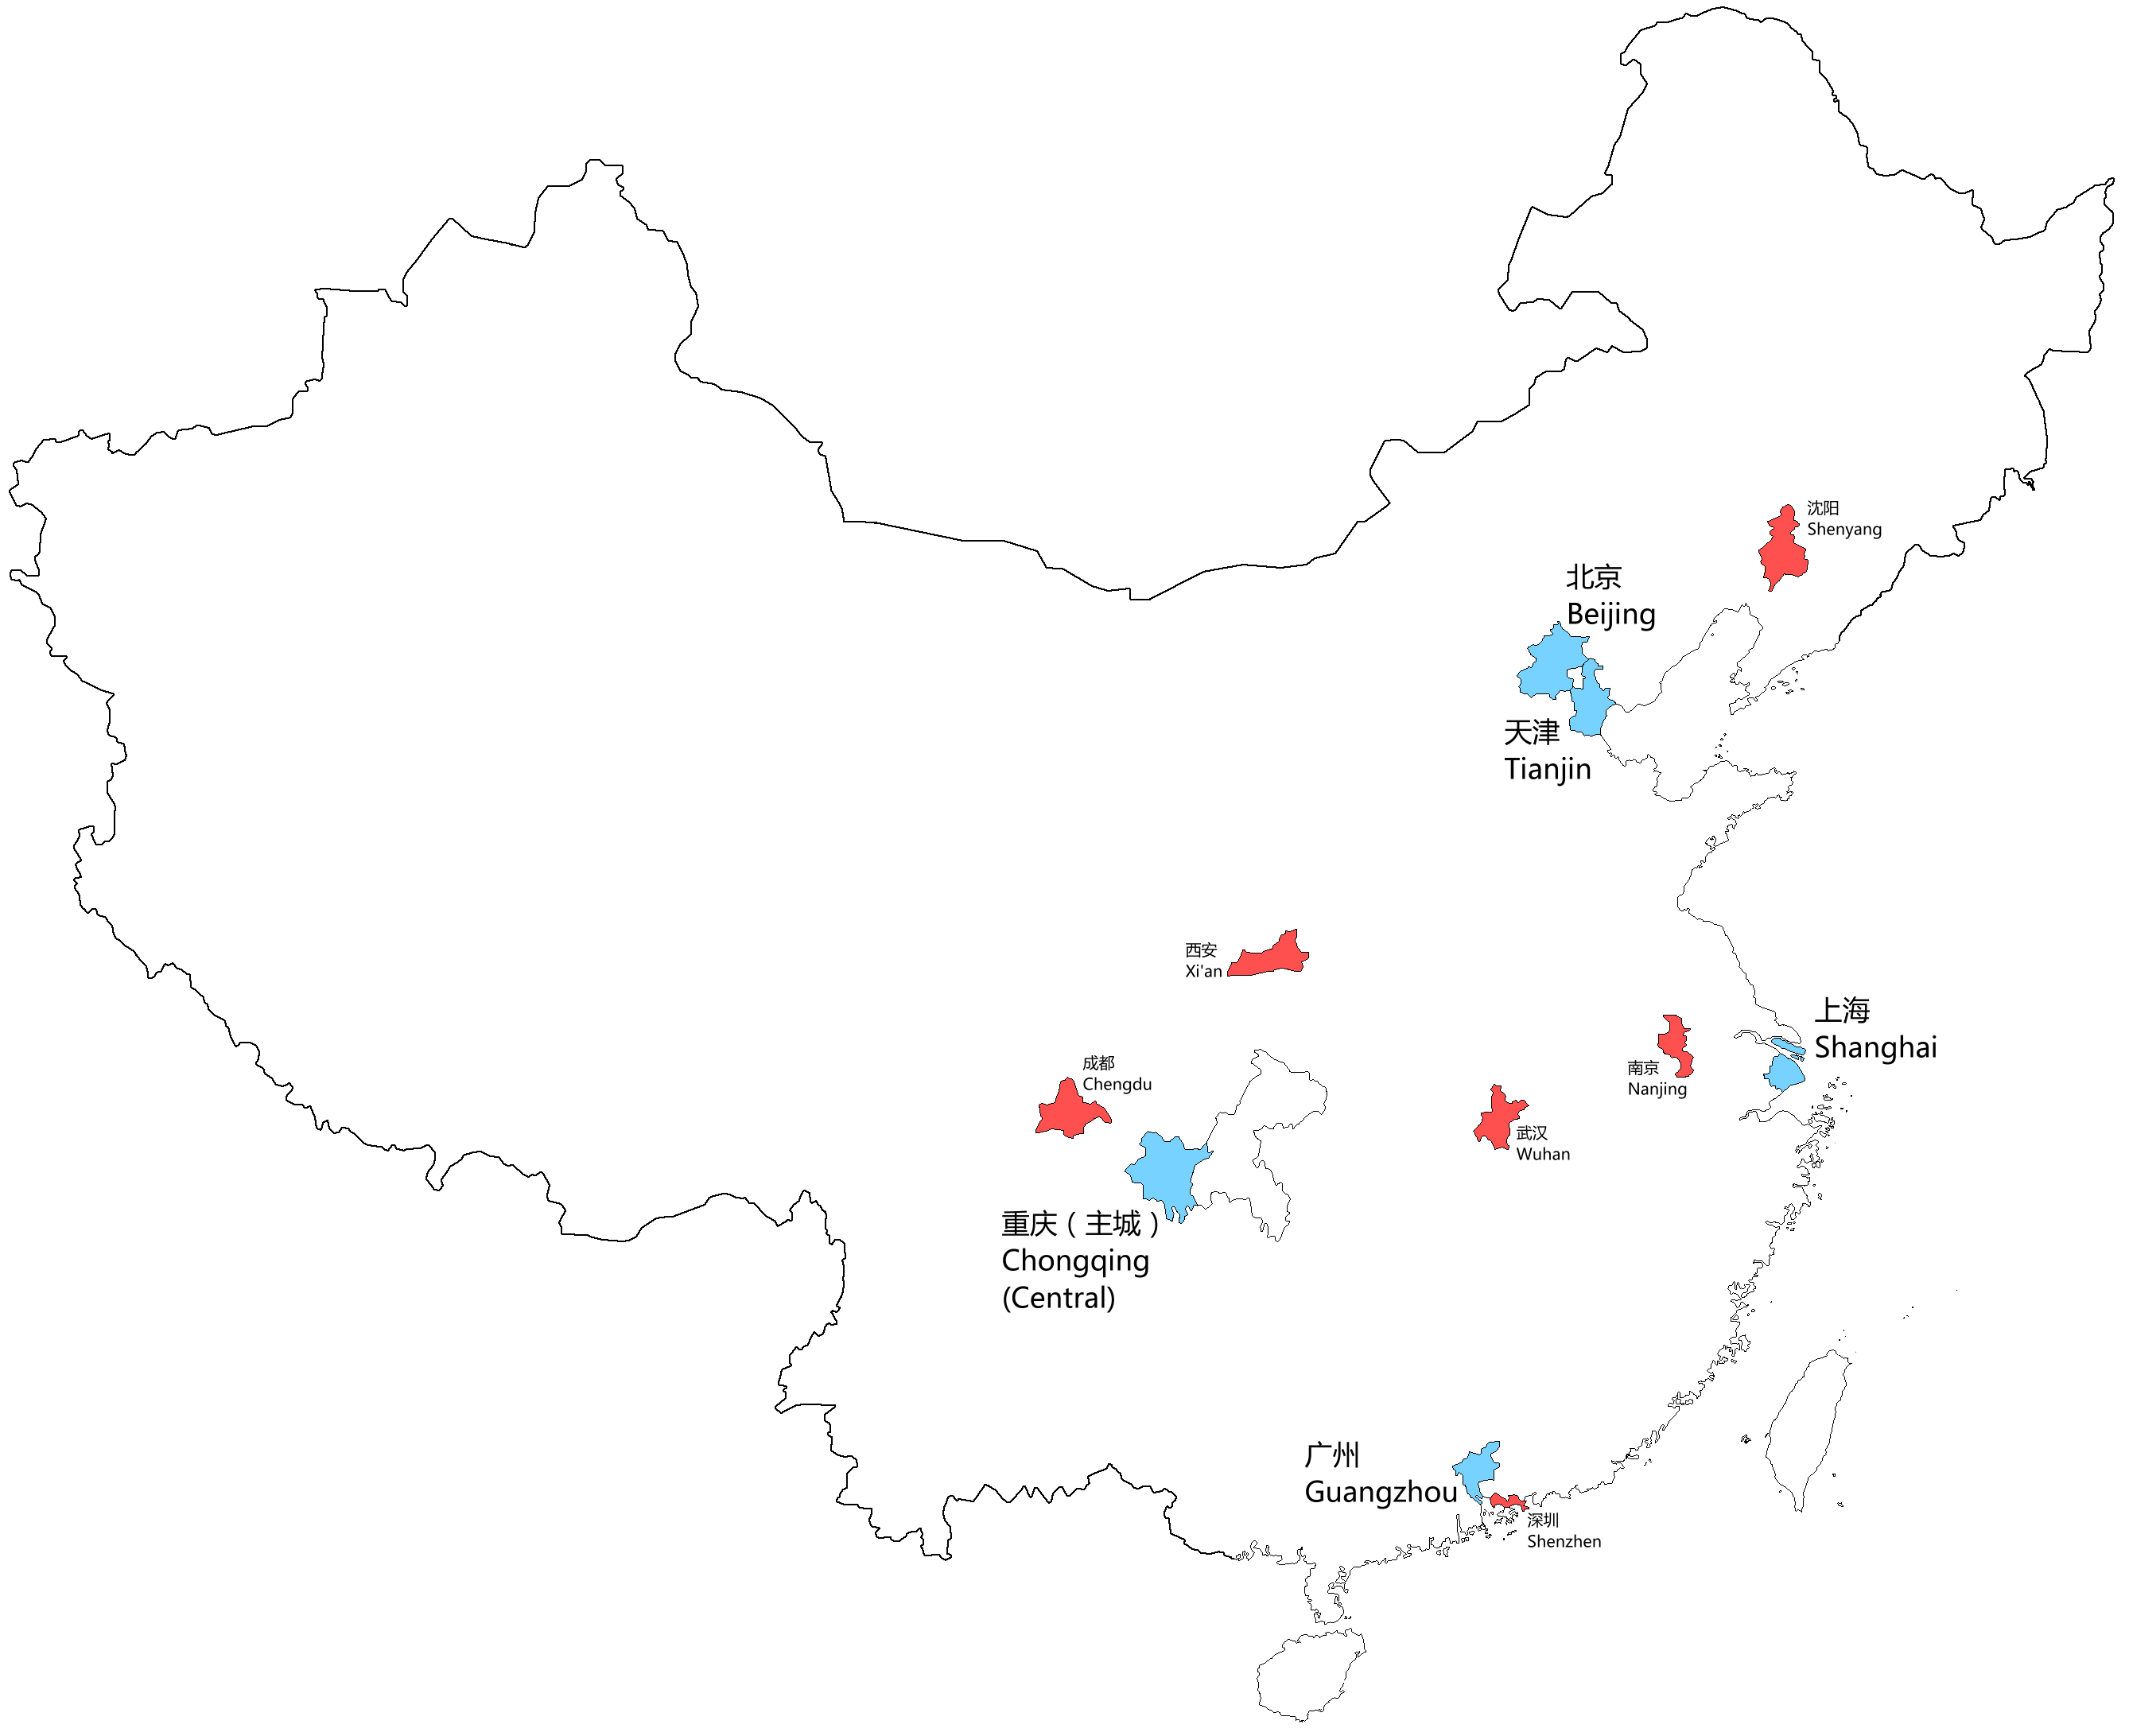 沈阳
Shenyang
北京
Beijing
天津
Tianjin
西安
Xi'an
上海
Shanghai
成都
Chengdu
南京
Nanjing
武汉
Wuhan
重庆（主城）
Chongqing
(Central)
广州
Guangzhou
深圳
Shenzhen